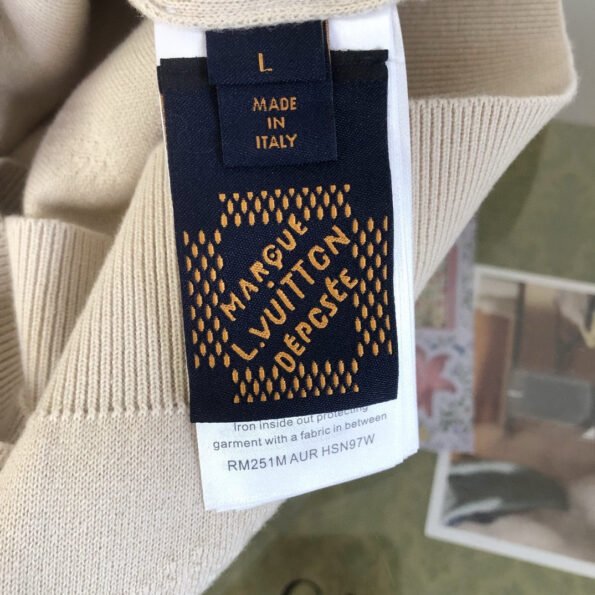 L
MADE
IN
ITALY
MARQUE
L.VUITTON
DÉPOSÉE
Iron inside out protecting
garment with a fabric in between
RM251M AUR HSN97W